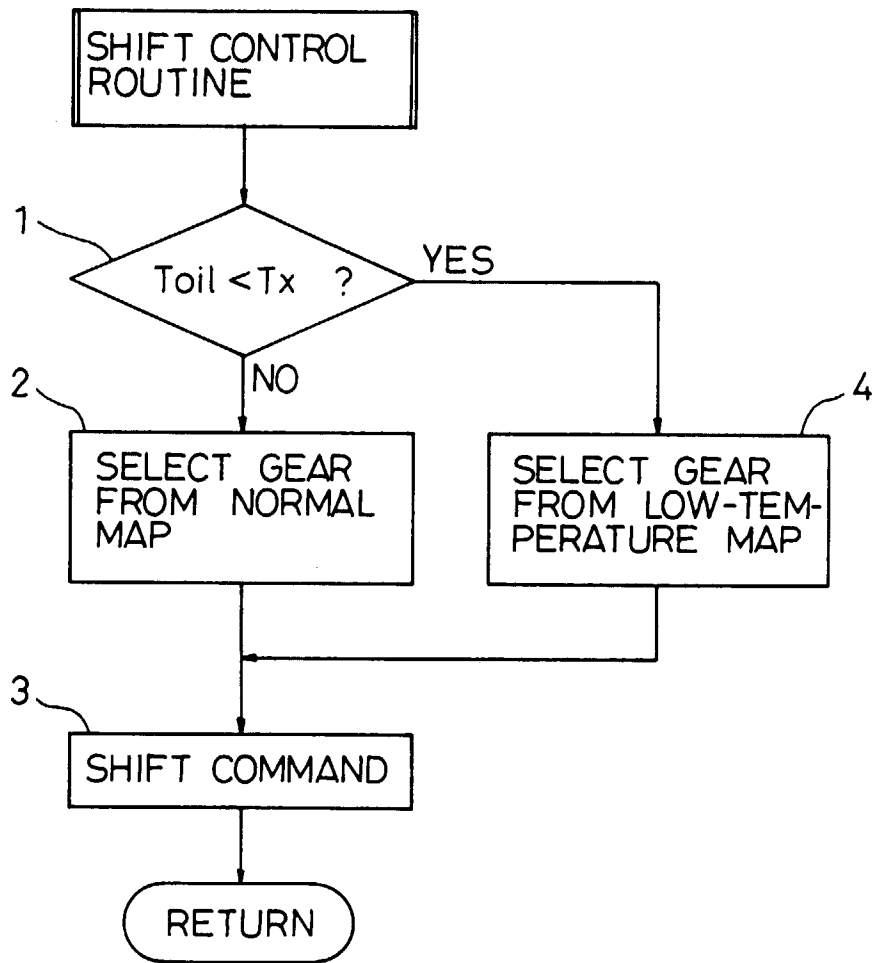 SHIFT CONTROL
ROUTINE
1
Toil < Tx ?
YES
NO
2
SELECT GEAR
FROM NORMAL
MAP
4
SELECT GEAR
FROM LOW-TEM-
PERATURE MAP
3
SHIFT COMMAND
RETURN